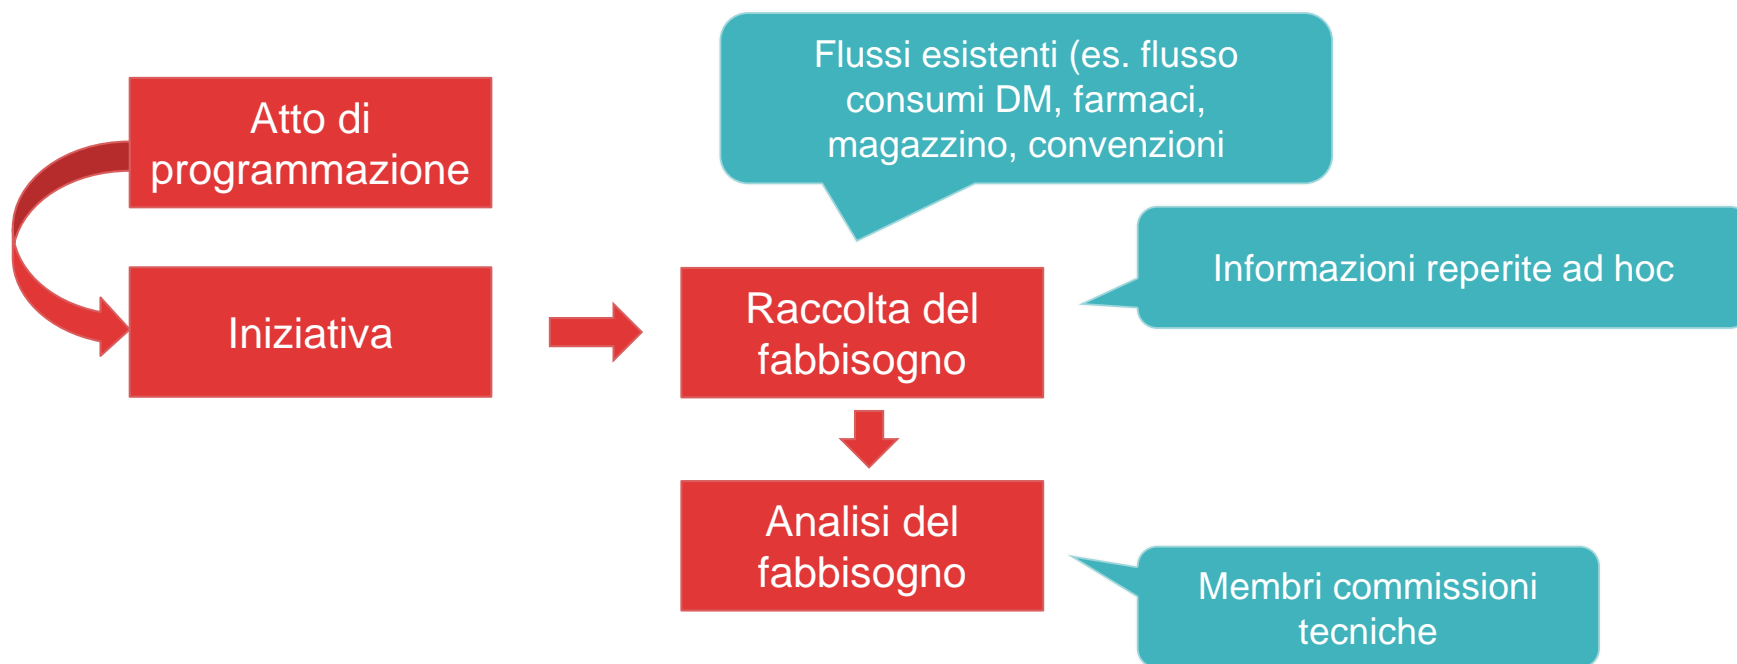 Flussi esistenti (es. flusso
consumi DM, farmaci,
magazzino, convenzioni
Atto di
programmazione
Informazioni reperite ad hoc
Iniziativa
Raccolta del
fabbisogno
Analisi del
fabbisogno
Membri commissioni
tecniche